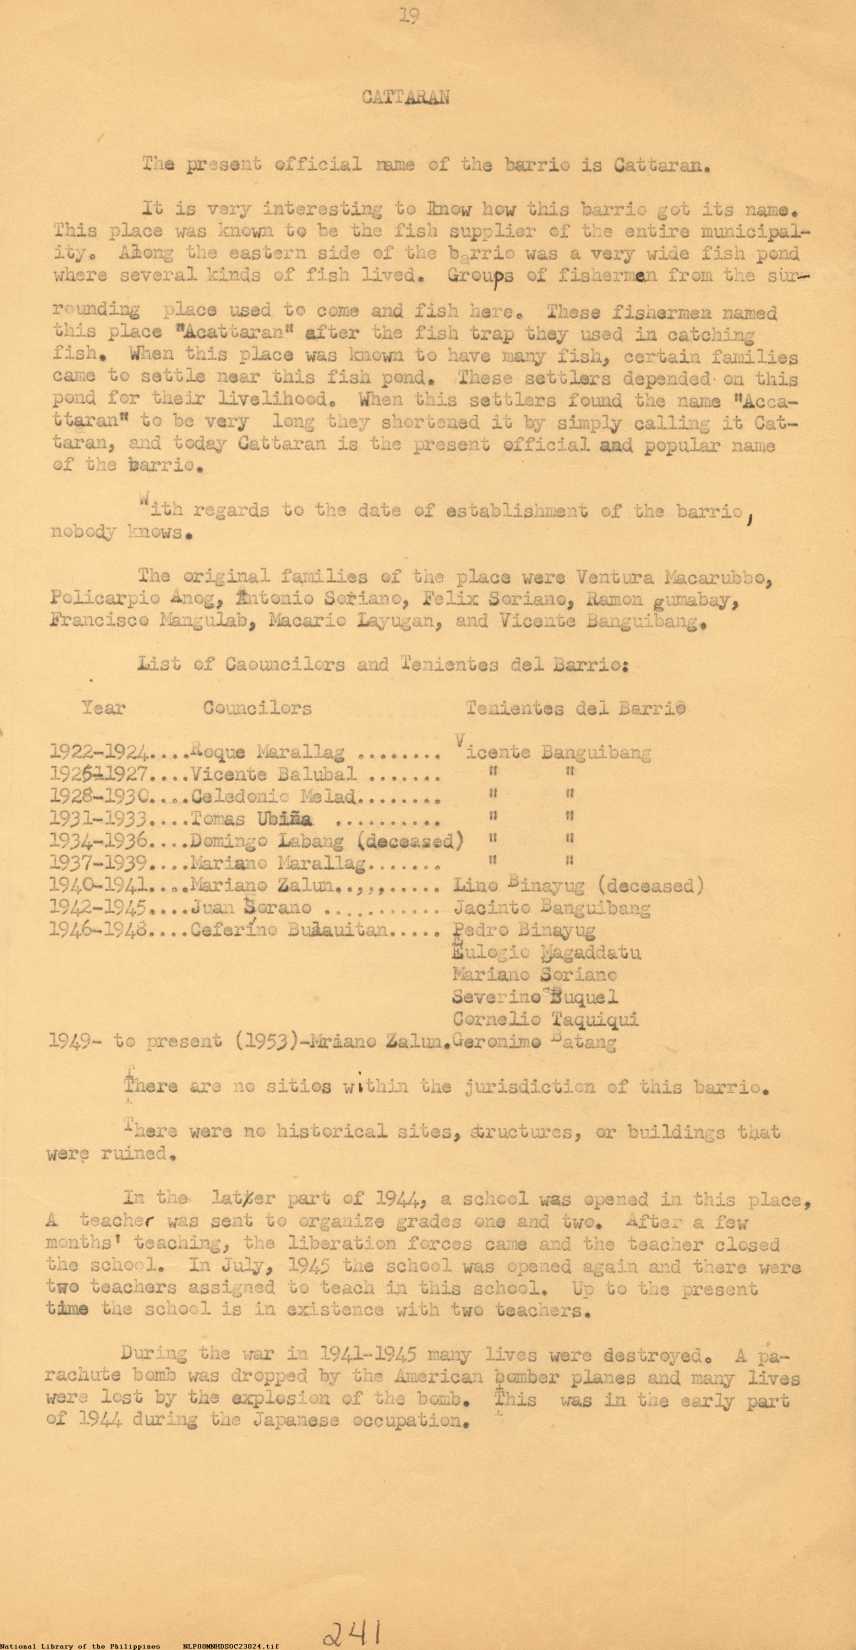 19
CATTARAN
The present official name of the barrio is Cattaran.
It is very interesting to know how this barrio got its name.
This place was known to be the fish supplier of the entire municipal-
ity. Along the eastern side of the barrio was a very wide fish pond
where several kinds of fish lived. Groups of fishermen from the sur-
rounding place used to come and fish here. These fishermen named
this place "Acattaran" after the fish trap they used in catching
fish. When this place was known to have many fish, certain families
came to settle near this fish pond. These settlers depended on this
pond for their livelihood. When this settlers found the name "Acca-
ttaran" to be very long they shortened it by simply calling it Cat-
taran, and today Cattaran is the present official and popular name
of the barrio.
With regards to the date of establishment of the barrio,
nobody knows.
The original families of the place were Ventura Macarubbo,
Policarpio Anog, Antonio Soriano, Felix Soriano, Ramon gumabay,
Francisco Mangulab, Macario Layugan, and Vicente Banguibang.
List of Caouncilors and Tenientes del Barrio:
Year Councilors Tenientes del Barrio
1922-1924....Roque Marallag ........ Vicente Banguibang
1925-1927....Vicente Balubal ....... " "
1928-1930....Celedonio Melad........ " "
1931-1933....Tomas Ubiña .......... " "
1934-1936....Domingo Labang (deceased) " "
1937-1939....Mariano Marallag....... " "
1940-1941....Mariano Zalun..,,,..... Lino Binayug (deceased)
1942-1945....Juan Sorano ........... Jacinto Banguibang
1946-1948....Ceferino Bulauitan..... Pedro Binayug
Eulogio Magaddatu
Mariano Soriano
Severino Buquel
Cornelio Taquiqui
1949- to present (1953)-Mriano Zalun.Geronimo Batang
There are no sitios within the jurisdiction of this barrio.
There were no historical sites, structures, or buildings that
were ruined.
In the latter part of 1944, a school was opened in this place,
A teacher was sent to organize grades one and two. After a few
months' teaching, the liberation forces came and the teacher closed
the school. In July, 1945 the school was opened again and there were
two teachers assigned to teach in this school. Up to the present
time the school is in existence with two teachers.
During the war in 1941-1945 many lives were destroyed. A pa-
rachute bomb was dropped by the American bomber planes and many lives
were lost by the explosion of the bomb. This was in the early part
of 1944 during the Japanese occupation.
241
National Library of the Philippines NLP00MNHDSOC23024.tif